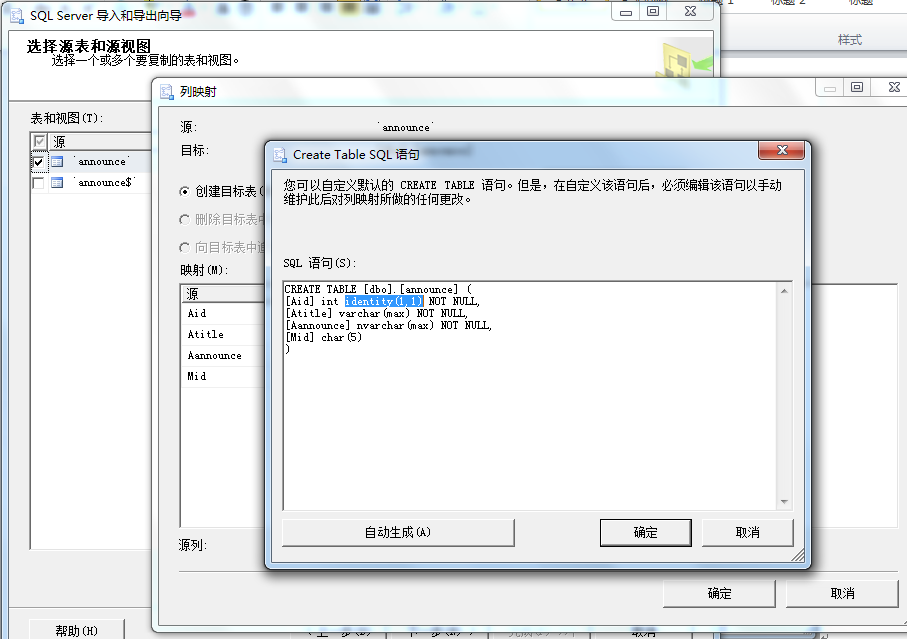 标题 1
标题 2
标题
SQL Server 导入和导出向导
样式
选择源表和源视图
选择一个或多个要复制的表和视图。
列映射
表和视图(T):
源
`announce`
`announce$`
源:
`announce`
目标:
创建目标表(
删除目标表中
向目标表中追
映射(M):
源
Aid
Atitle
Aannounce
Mid
源列:
Create Table SQL 语句
您可以自定义默认的 CREATE TABLE 语句。但是，在自定义该语句后，必须编辑该语句以手动
维护此后对列映射所做的任何更改。
SQL 语句(S):
CREATE TABLE [dbo].[announce] (
[Aid] int identity(1,1) NOT NULL,
[Atitle] varchar(max) NOT NULL,
[Aannounce] nvarchar(max) NOT NULL,
[Mid] char(5)
)
自动生成(A)
确定
取消
确定
取消
帮助(H)